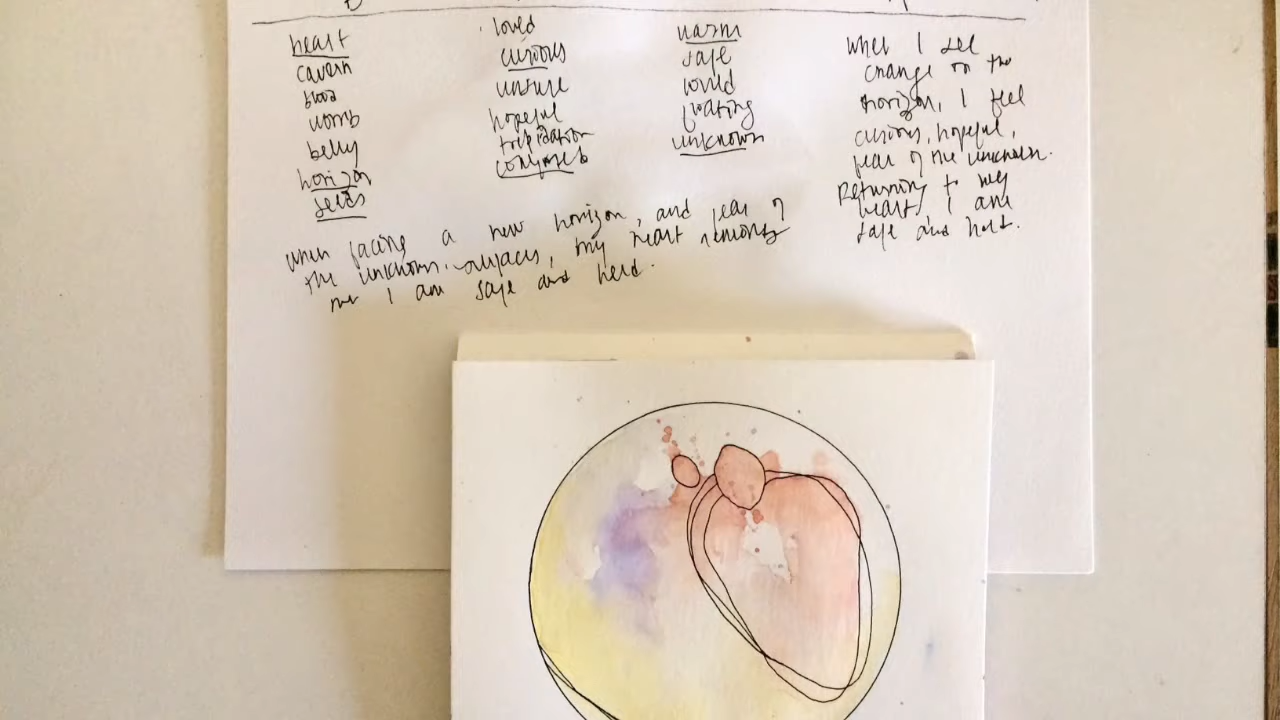 heart
cavern
blood
womb
belly
horizon
seeds
loved
curious
unsure
hopeful
trepidation
warm
safe
world
floating
unknown
When I see
change on the
horizon, I feel
curious, hopeful,
fear of the unknown.
Returning to my
heart, I am
safe and held.
When facing a new horizon, and fear of
the unknown surfaces, my heart reminds
me I am safe and held.